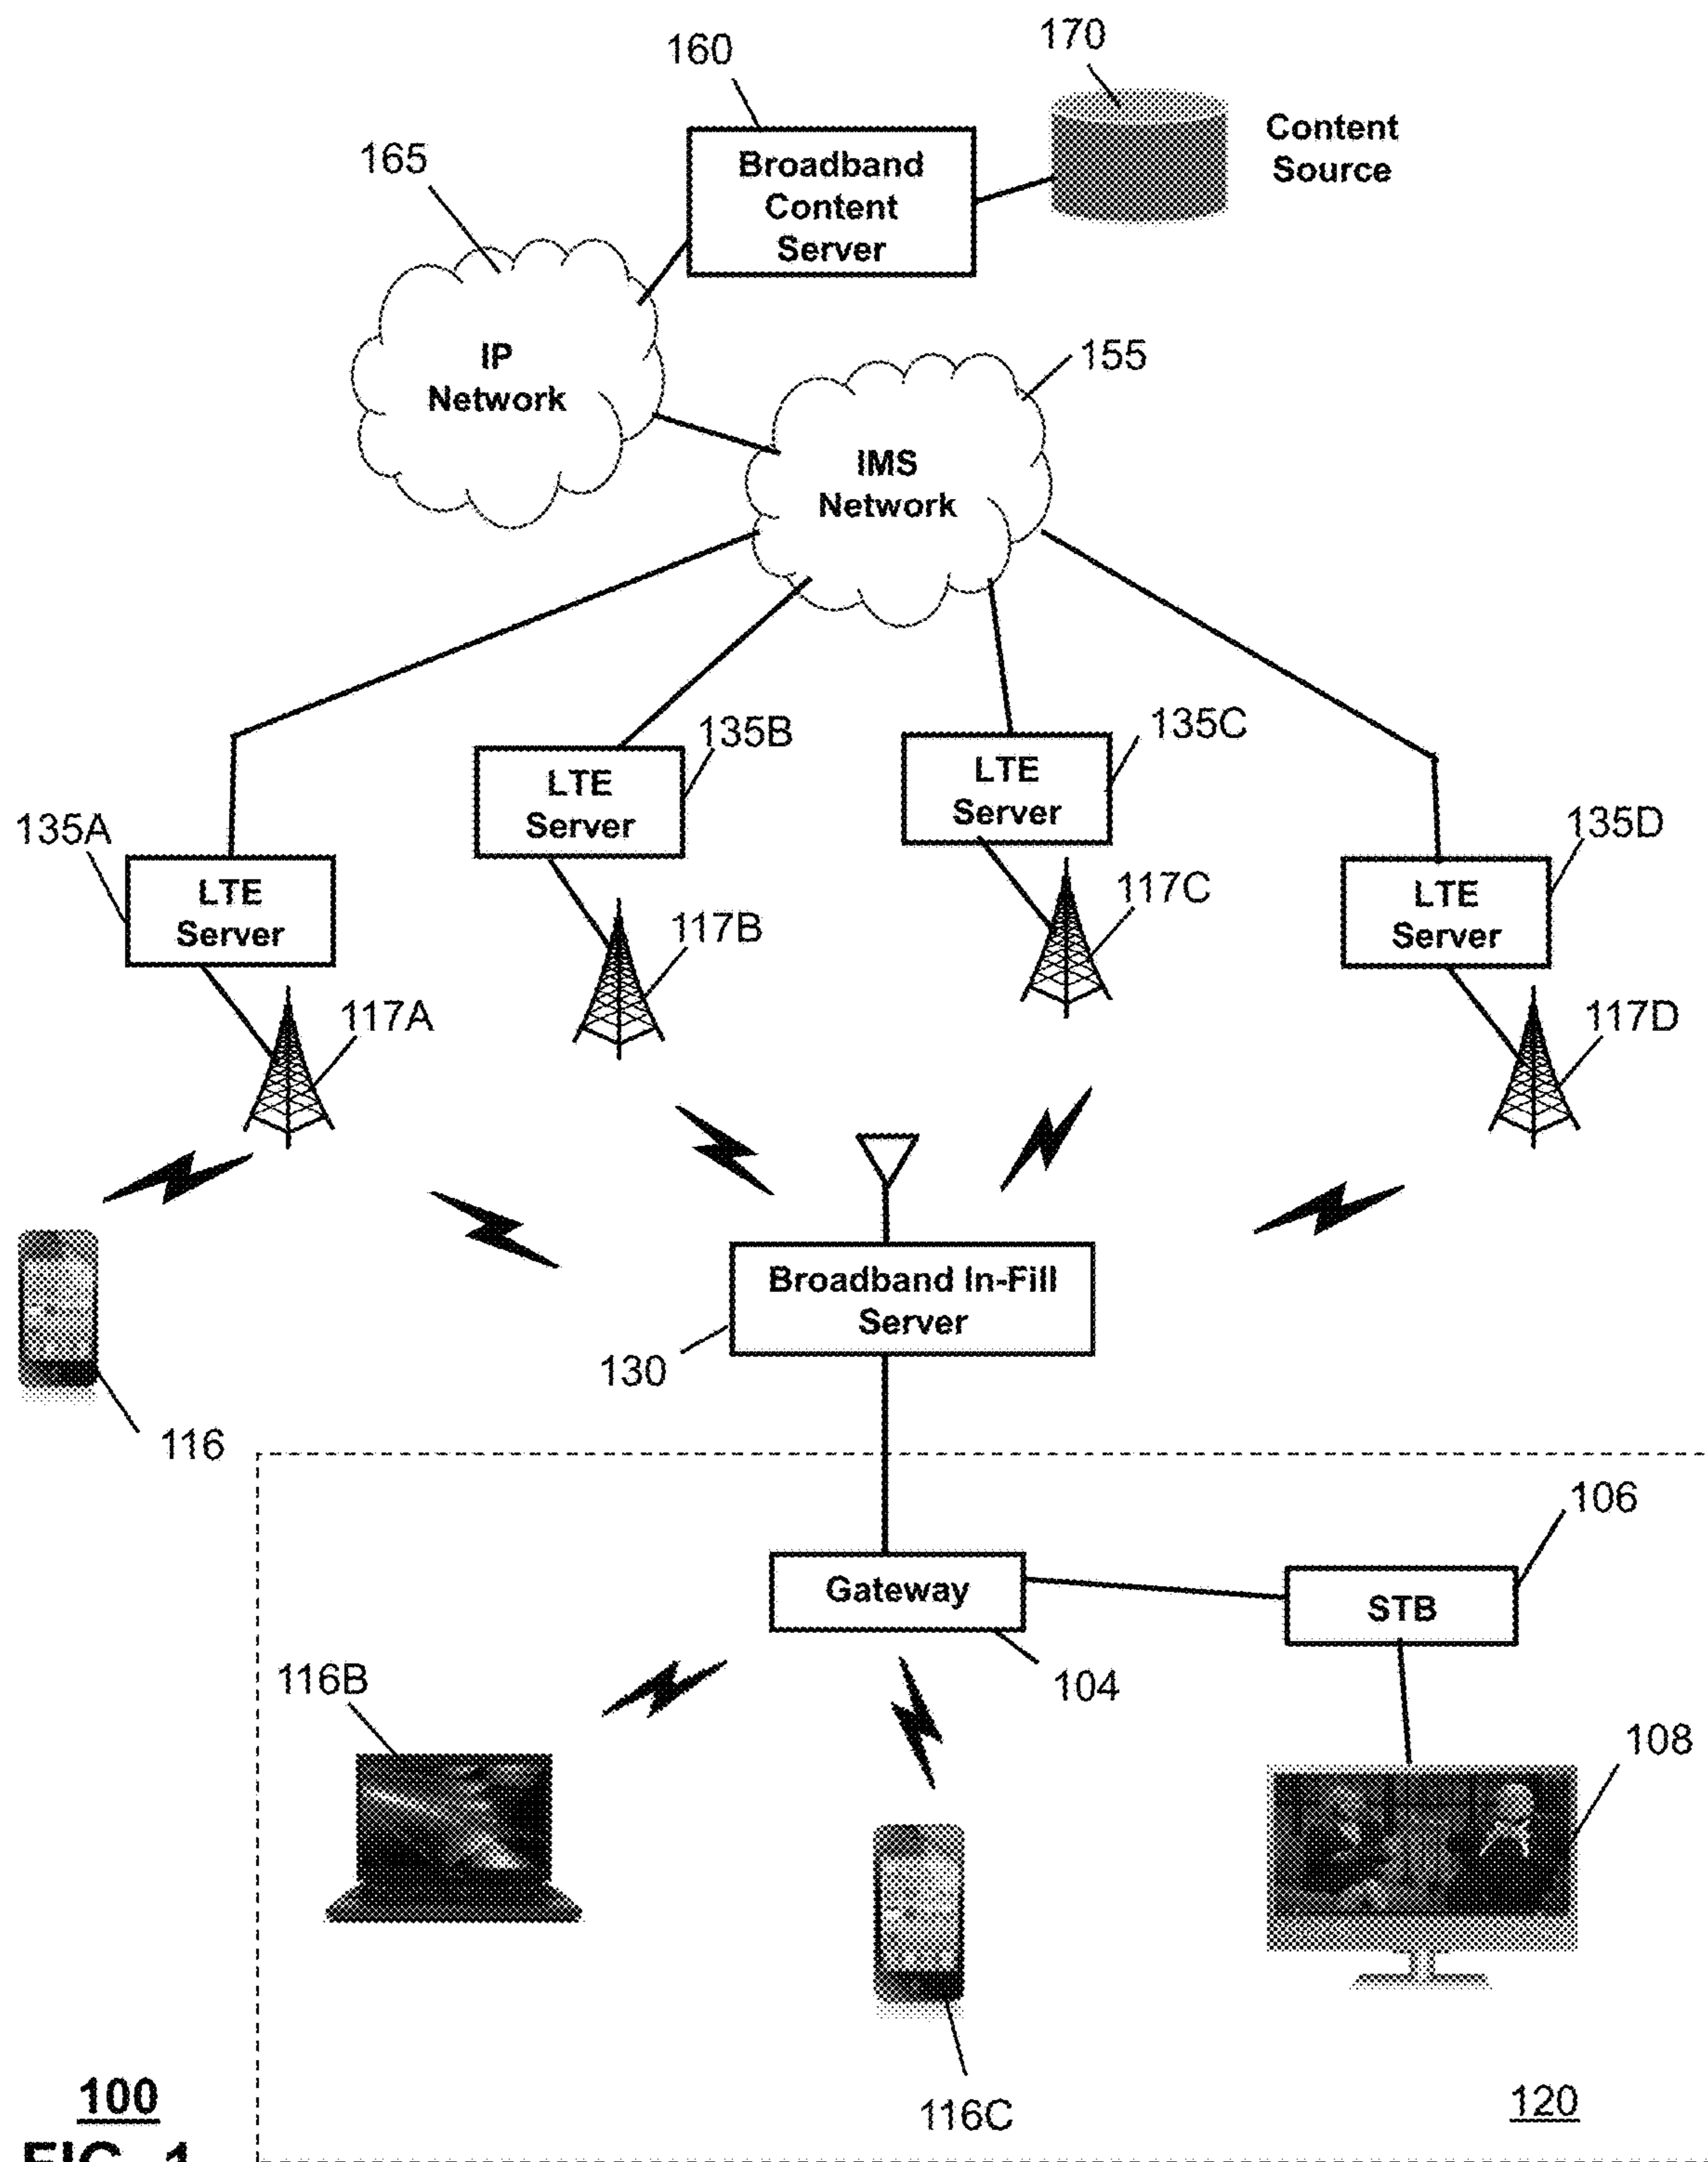 160
170
Content
Source
165
Broadband
Content
Server
IP
Network
155
IMS
Network
135B
LTE
Server
135C
LTE
Server
135A
LTE
Server
135D
LTE
Server
117B
117C
117A
117D
Broadband In-Fill
Server
130
116
106
Gateway
STB
104
116B
108
116C
100
120
FIG. 1